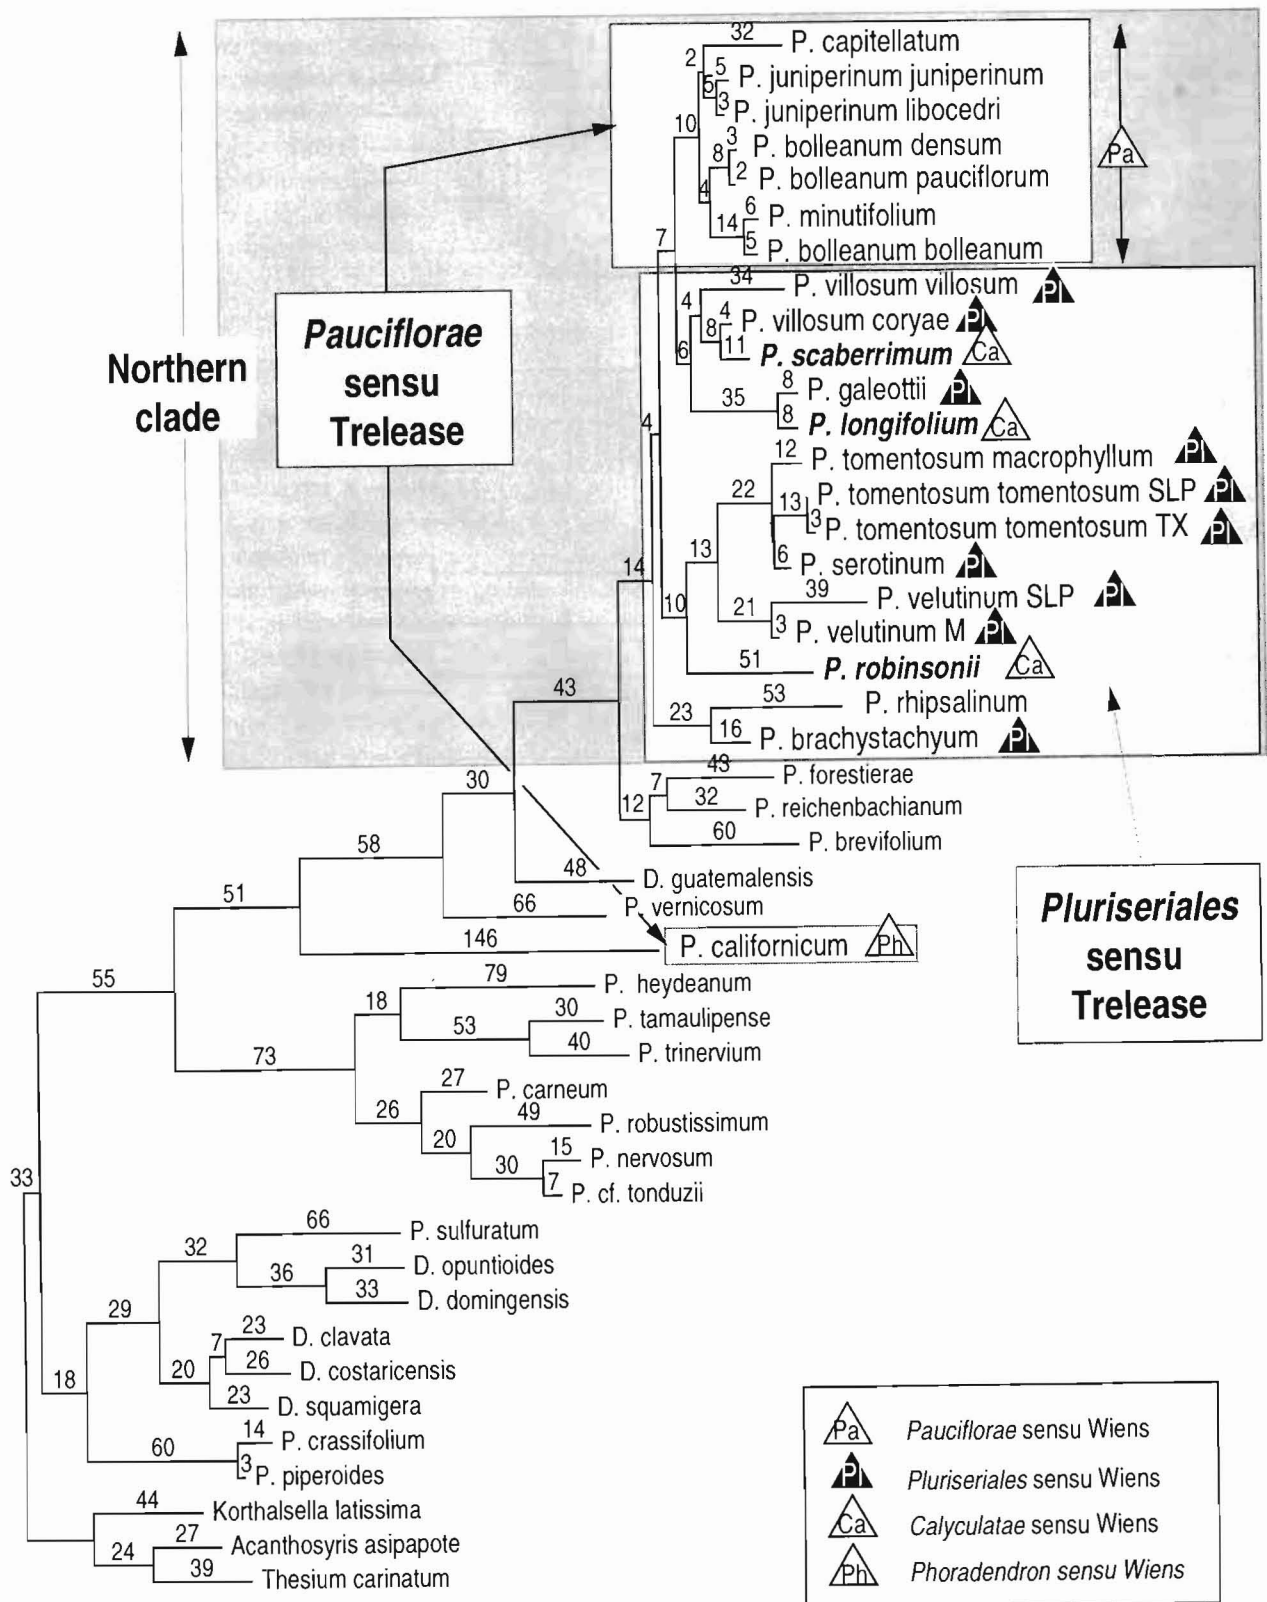 32
P. capitellatum
2
5
P. juniperinum juniperinum
5
3
P. juniperinum libocedri
10
3
P. bolleanum densum
8
2
P. bolleanum pauciflorum
4
6
P. minutifolium
14
5
P. bolleanum bolleanum
Pa
7
34
P. villosum villosum
Pl
4
4
P. villosum coryae
Pl
8
11
P. scaberrimum
Ca
6
8
P. galeottii
Pl
35
8
P. longifolium
Ca
Northern
clade
Pauciflorae
sensu
Trelease
4
12
P. tomentosum macrophyllum
Pl
22
13
P. tomentosum tomentosum SLP
Pl
3
P. tomentosum tomentosum TX
Pl
13
6
P. serotinum
Pl
14
10
39
P. velutinum SLP
Pl
21
3
P. velutinum M
Pl
51
P. robinsonii
Ca
43
53
P. rhipsalinum
23
16
P. brachystachyum
Pl
30
43
P. forestierae
7
32
P. reichenbachianum
12
60
P. brevifolium
58
48
D. guatemalensis
51
66
P. vernicosum
146
P. californicum
Ph
Pluriseriales
sensu
Trelease
55
79
P. heydeanum
18
30
P. tamaulipense
53
40
P. trinervium
73
27
P. carneum
26
49
P. robustissimum
20
15
P. nervosum
30
7
P. cf. tonduzii
33
66
P. sulfuratum
32
31
D. opuntioides
36
33
D. domingensis
29
23
D. clavata
7
26
D. costaricensis
20
23
D. squamigera
18
14
P. crassifolium
60
3
P. piperoides
44
Korthalsella latissima
27
Acanthosyris asipapote
24
39
Thesium carinatum
Pa Pauciflorae sensu Wiens
Pl Pluriseriales sensu Wiens
Ca Calyculatae sensu Wiens
Ph Phoradendron sensu Wiens